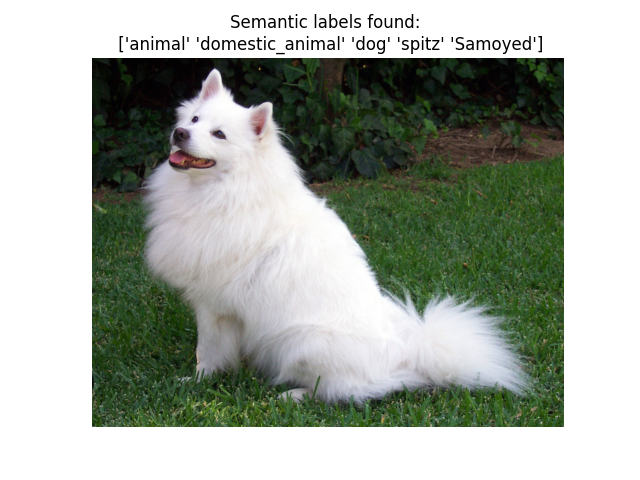 Semantic labels found:
['animal' 'domestic_animal' 'dog' 'spitz' 'Samoyed']